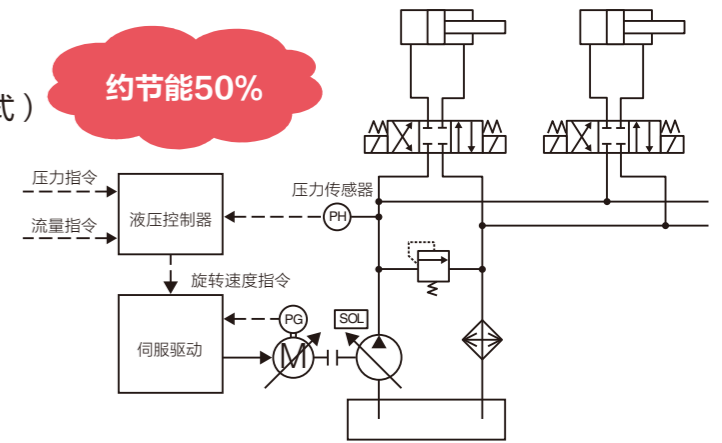 式）
约节能50%
压力指令
压力传感器
流量指令
液压控制器
PH
旋转速度指令
PG
SOL
伺服驱动
M